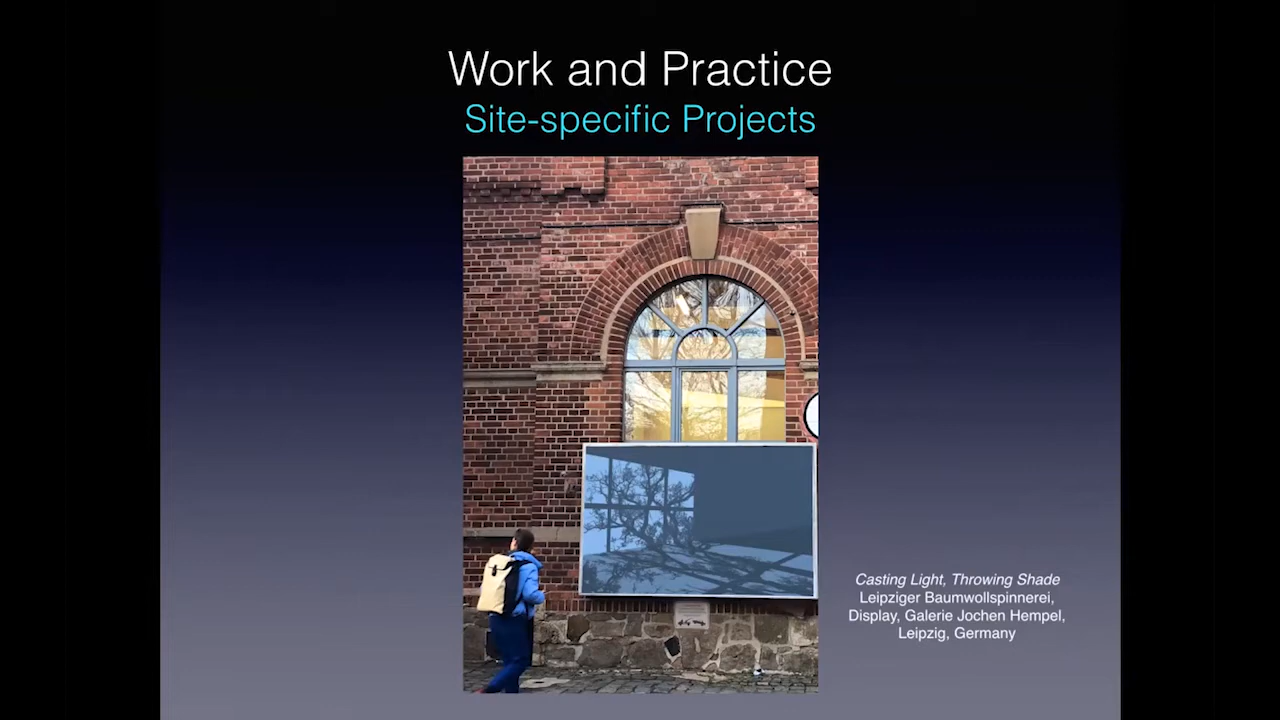 Work and Practice
Site-specific Projects
Casting Light, Throwing Shade
Leipziger Baumwollspinnerei,
Display, Galerie Jochen Hempel,
Leipzig, Germany